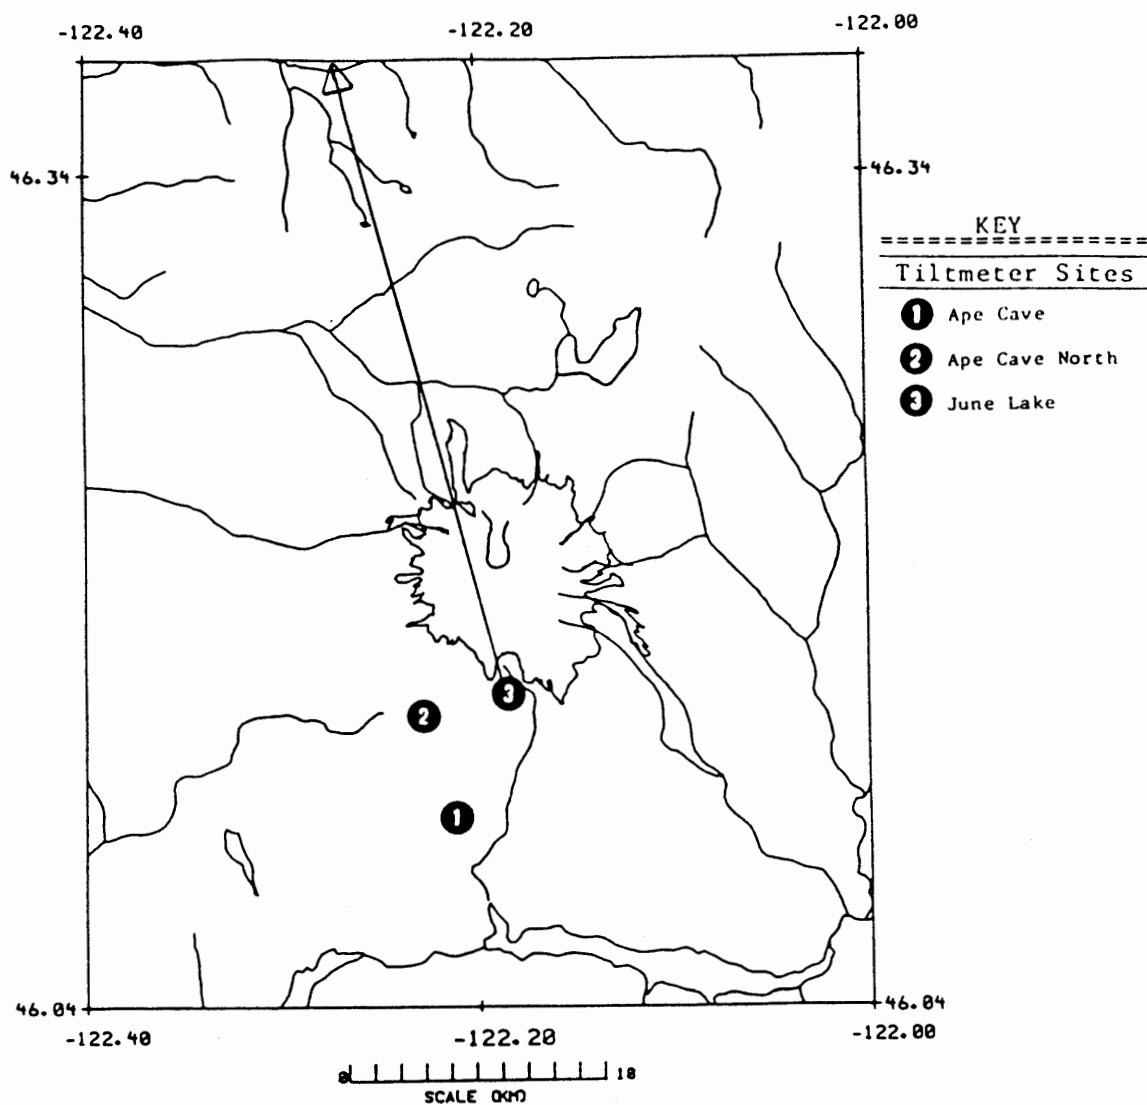 -122.40 -122.20 -122.00
46.34 46.34
KEY
================
Tiltmeter Sites
1 Ape Cave
2 Ape Cave North
3 June Lake
3
2
1
46.04 46.04
-122.40 -122.20 -122.00
0 10
SCALE (KM)